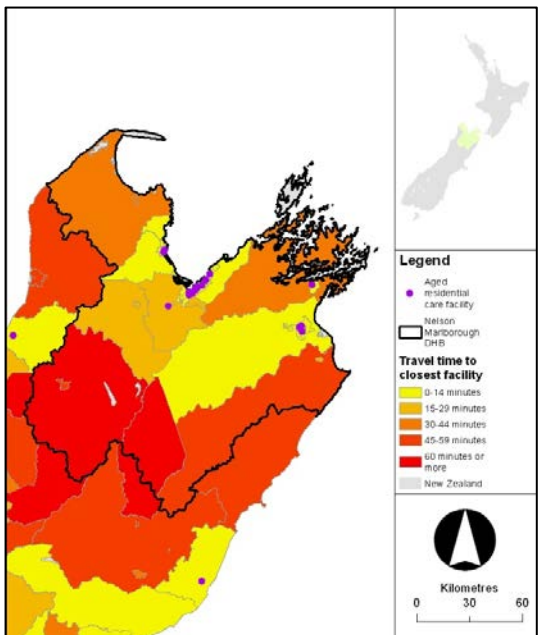 Legend
Aged
residential
care facility
Nelson
Marlborough
DHB
Travel time to
closest facility
0-14 minutes
15-29 minutes
30-44 minutes
45-59 minutes
60 minutes or
more
New Zealand
Kilometres
0 30 60